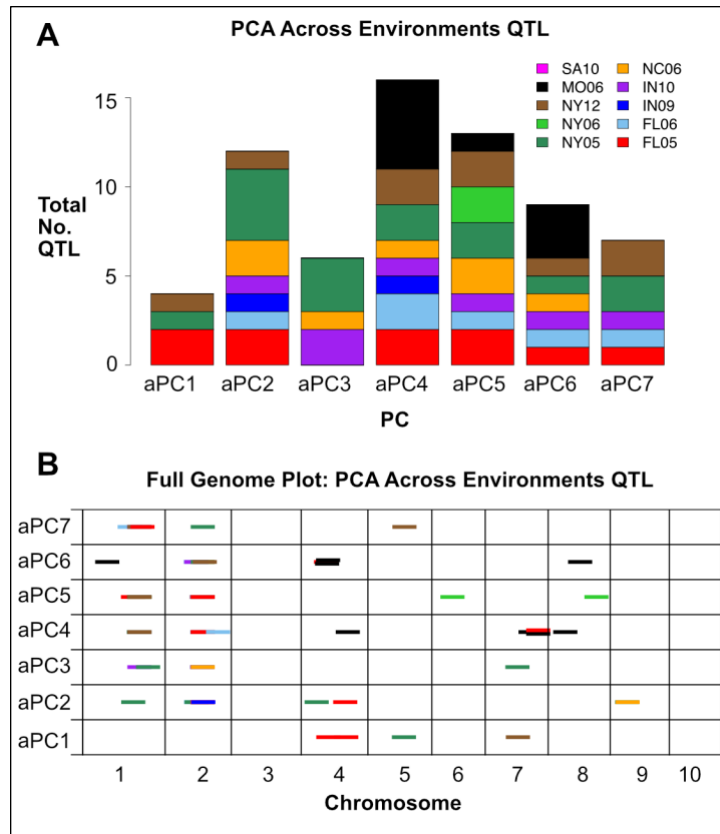 A
PCA Across Environments QTL
SA10 NC06
MO06 IN10
NY12 IN09
NY06 FL06
NY05 FL05
15
10
5
0
Total
No.
QTL
aPC1 aPC2 aPC3 aPC4 aPC5 aPC6 aPC7
PC
B
Full Genome Plot: PCA Across Environments QTL
aPC7
aPC6
aPC5
aPC4
aPC3
aPC2
aPC1
1 2 3 4 5 6 7 8 9 10
Chromosome